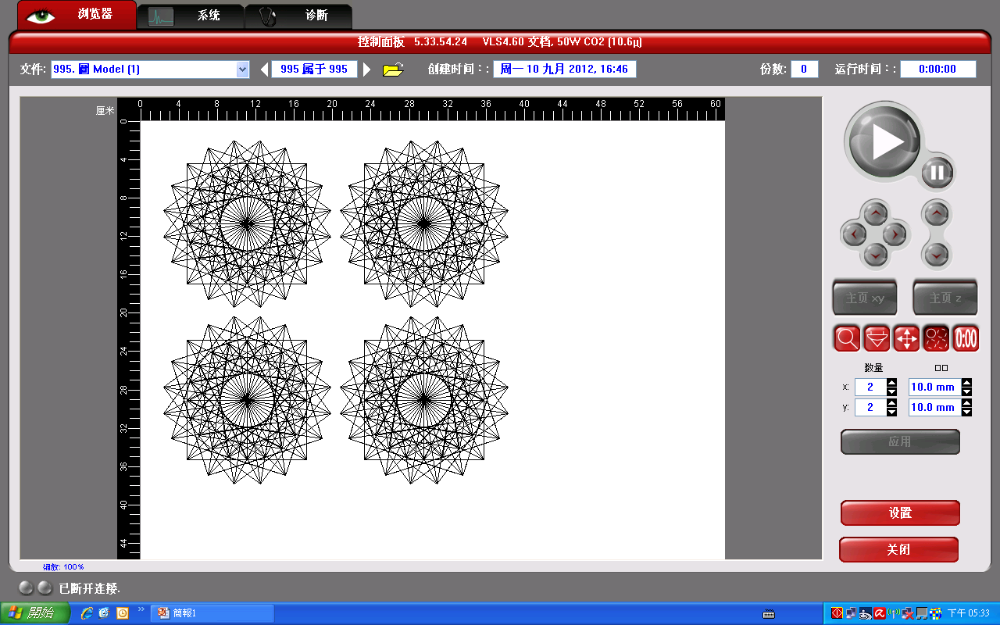 浏览器 系统 诊断
控制面板 5.33.54.24 VLS4.60 文档, 50W CO2 (10.6µ)
文件: 995. 圖 Model (1) 995 属于 995 创建时间：: 周一 10 九月 2012, 16:46 份数: 0 运行时间：: 0:00:00
厘米 0 4 8 12 16 20 24 28 32 36 40 44 48 52 56 60
0
4
8
12
16
20
24
28
32
36
40
44
主页 xy 主页 z
0:00
数量 口口
x: 2 10.0 mm
y: 2 10.0 mm
应用
设置
关闭
缩放: 100%
已断开连接.
開始 簡報1 下午 05:33